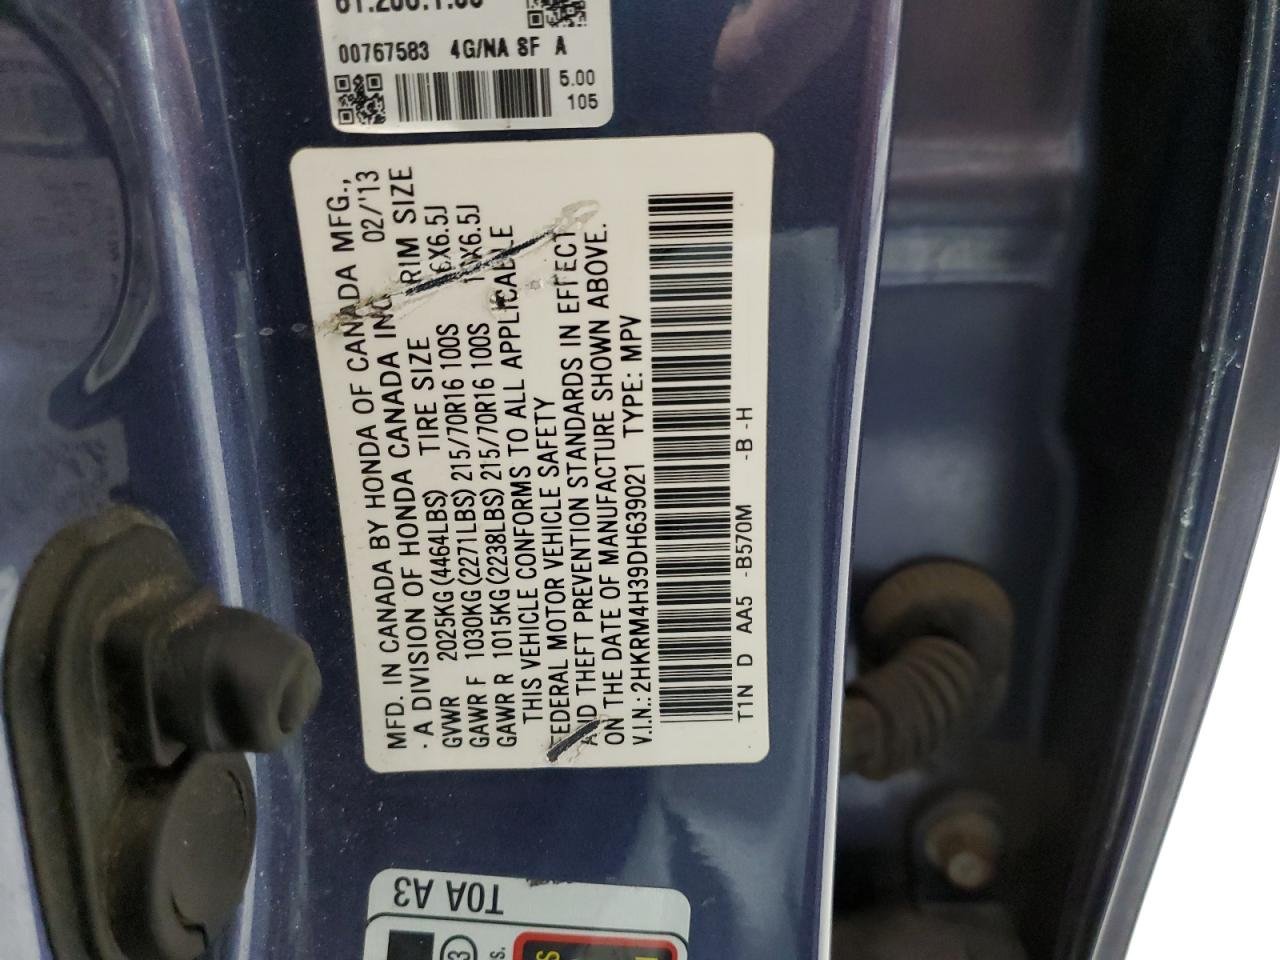 61.200.1.00
00767583 4G/NA SF A
5.00
105
MFD. IN CANADA BY HONDA OF CANADA MFG.,
· A DIVISION OF HONDA CANADA INC 02/'13
GVWR 2025KG(4464LBS) TIRE SIZE RIM SIZE
GAWR F 1030KG(2271LBS) 215/70R16 100S 16X6.5J
GAWR R 1015KG(2238LBS) 215/70R16 100S 16X6.5J
THIS VEHICLE CONFORMS TO ALL APPLICABLE
FEDERAL MOTOR VEHICLE SAFETY
AND THEFT PREVENTION STANDARDS IN EFFECT
ON THE DATE OF MANUFACTURE SHOWN ABOVE.
V.I.N.: 2HKRM4H39DH639021 TYPE: MPV
T1N D AA5 -B570M -B -H
T0A A3